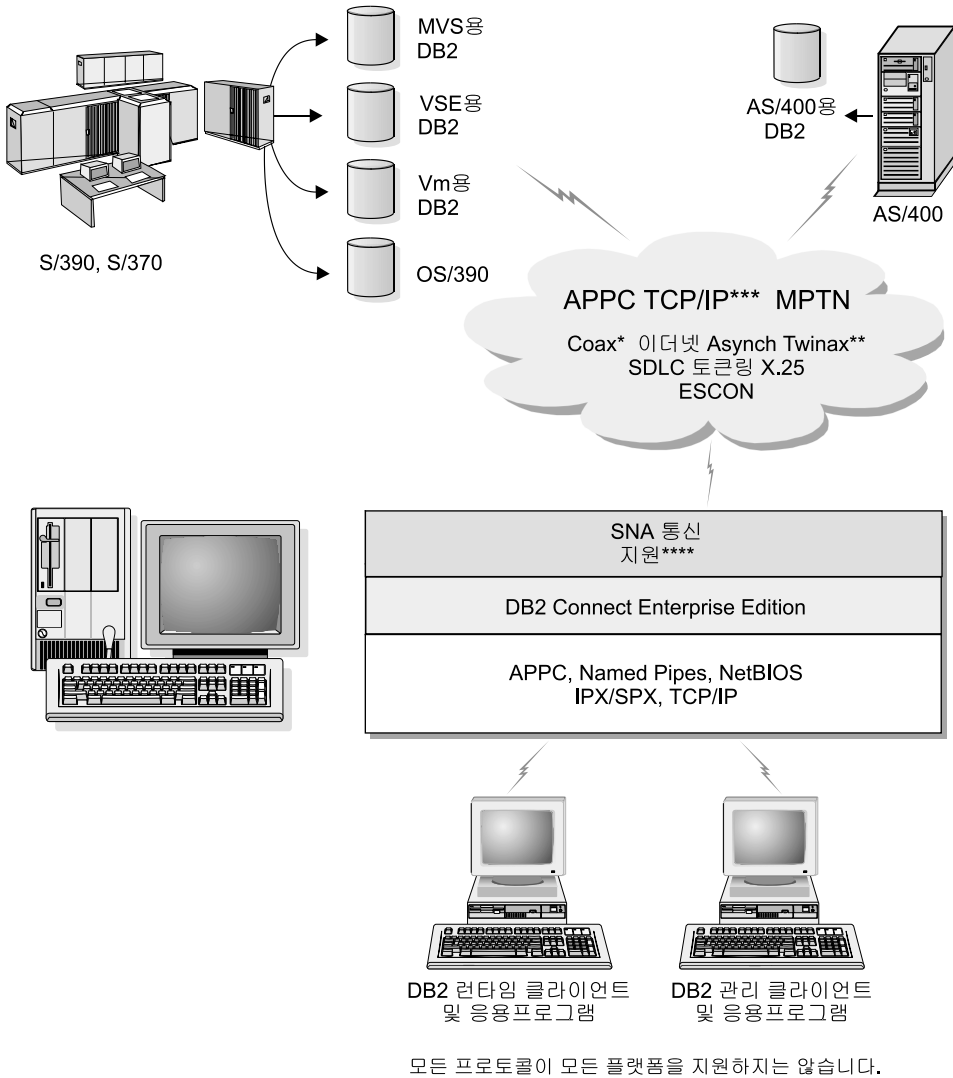 MVS용
DB2
VSE용
DB2
Vm용
DB2
OS/390
S/390, S/370
AS/400용
DB2
AS/400
APPC TCP/IP*** MPTN
Coax* 이더넷 Asynch Twinax**
SDLC 토큰링 X.25
ESCON
SNA 통신
지원****
DB2 Connect Enterprise Edition
APPC, Named Pipes, NetBIOS
IPX/SPX, TCP/IP
DB2 런타임 클라이언트
및 응용프로그램
DB2 관리 클라이언트
및 응용프로그램
모든 프로토콜이 모든 플랫폼을 지원하지는 않습니다.